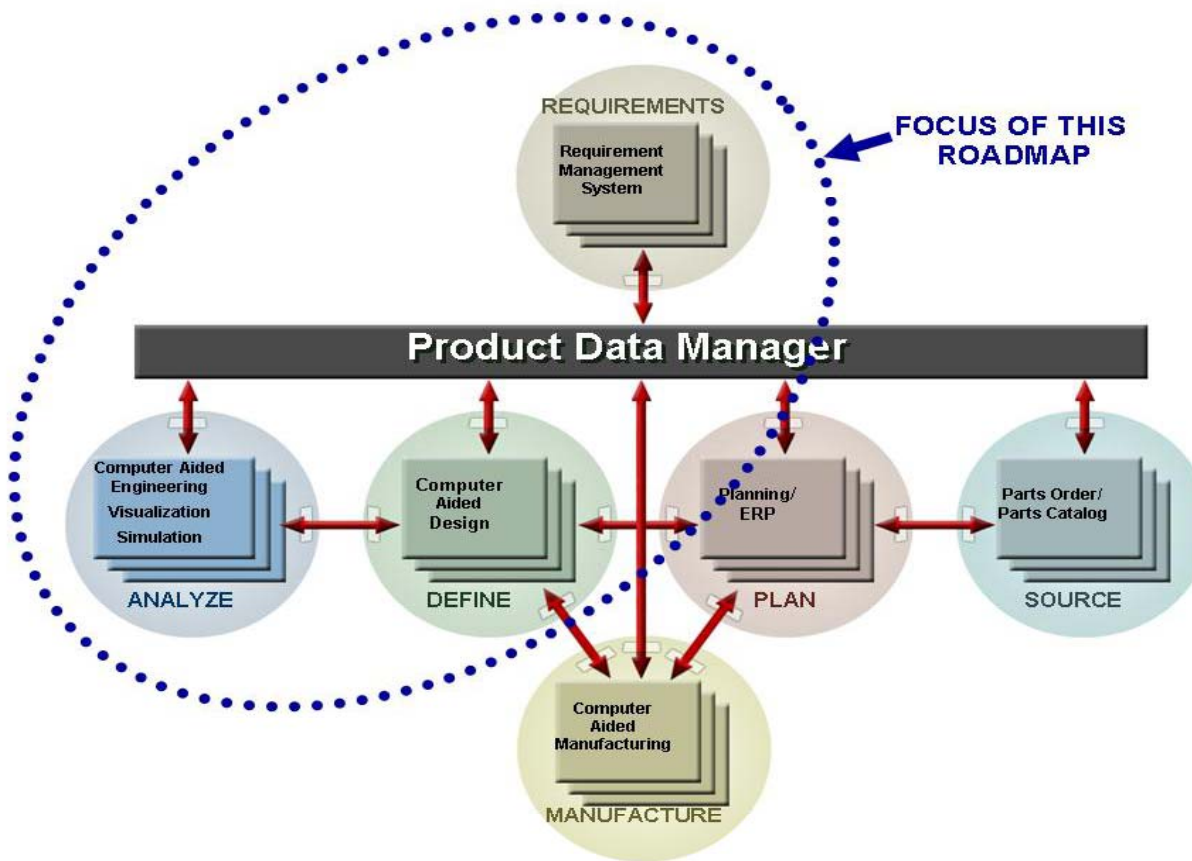 REQUIREMENTS
Requirement
Management
System
FOCUS OF THIS
ROADMAP
Product Data Manager
Computer Aided
Engineering
Visualization
Simulation
ANALYZE
Computer
Aided
Design
DEFINE
Planning/
ERP
PLAN
Parts Order/
Parts Catalog
SOURCE
Computer
Aided
Manufacturing
MANUFACTURE